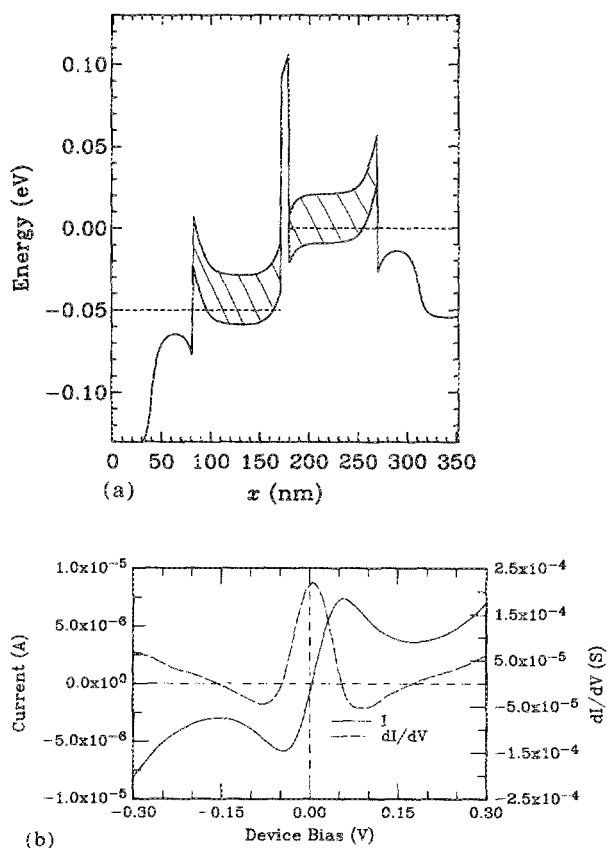 0.10
0.05
0.00
−0.05
−0.10
Energy (eV)
0 50 100 150 200 250 300 350
(a) x (nm)
1.0x10⁻⁵
5.0x10⁻⁶
0.0x10⁰
−5.0x10⁻⁶
−1.0x10⁻⁵
Current (A)
2.5x10⁻⁴
1.5x10⁻⁴
5.0x10⁻⁵
−5.0x10⁻⁵
−1.5x10⁻⁴
−2.5x10⁻⁴
dI/dV (S)
I
dI/dV
−0.30 −0.15 0.00 0.15 0.30
(b) Device Bias (V)